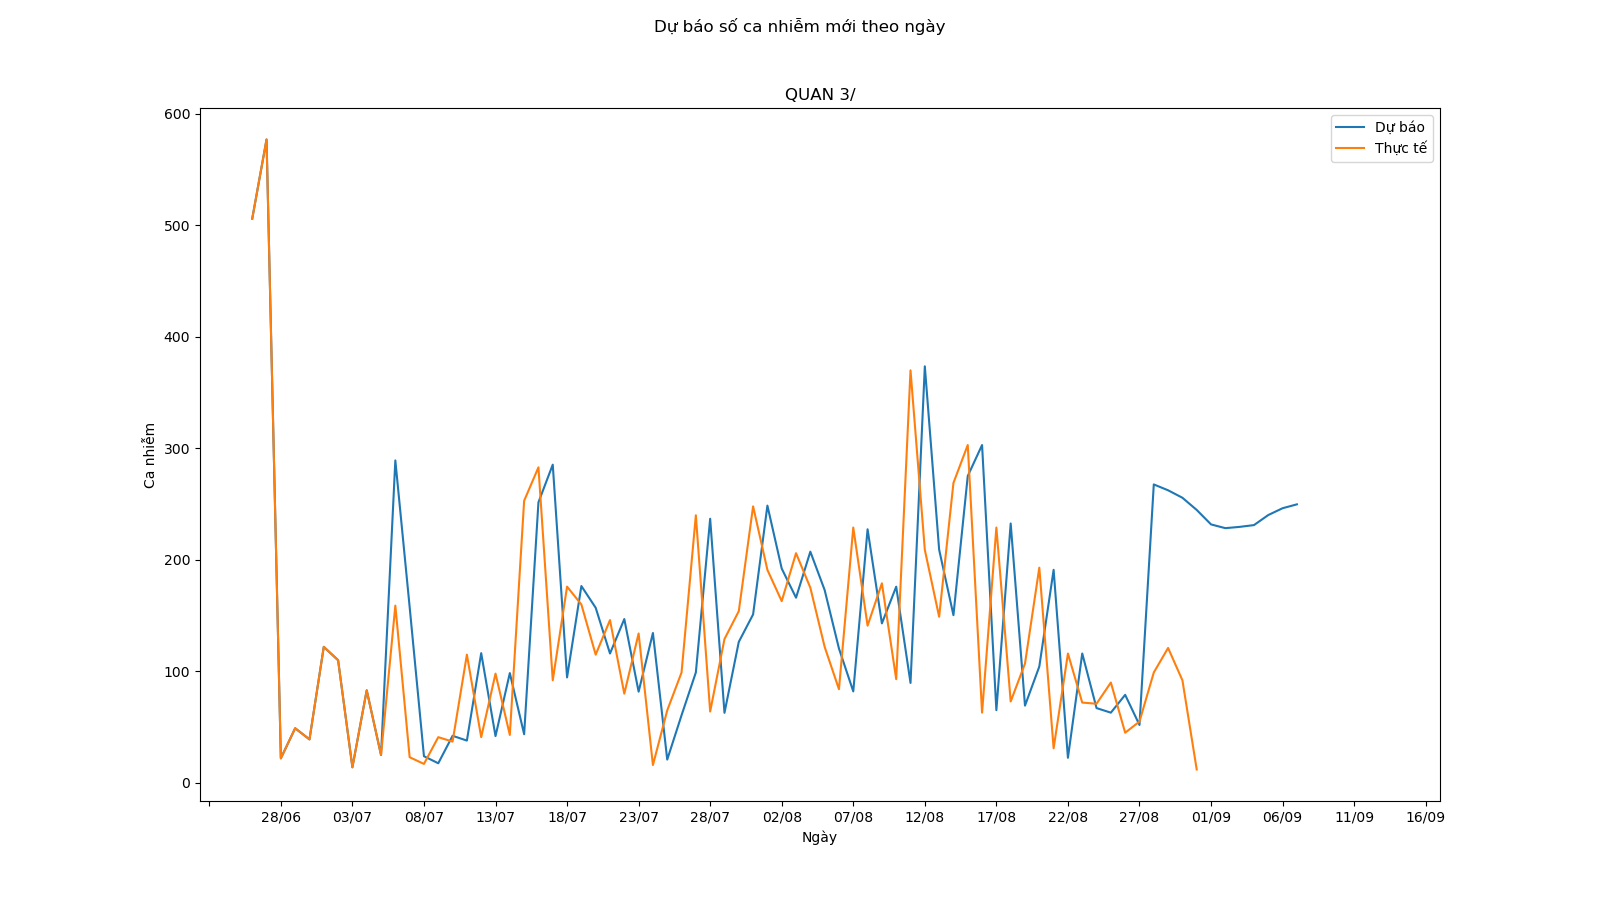 Dự báo số ca nhiễm mới theo ngày
QUAN 3/
Dự báo
Thực tế
600
500
400
300
200
100
0
Ca nhiễm
28/06 03/07 08/07 13/07 18/07 23/07 28/07 02/08 07/08 12/08 17/08 22/08 27/08 01/09 06/09 11/09 16/09
Ngày